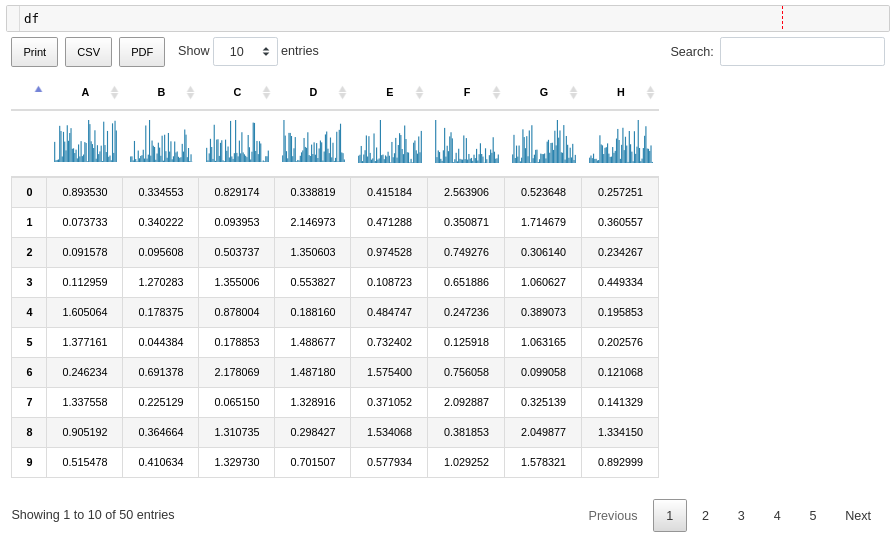 df
Print CSV PDF Show 10 entries Search:
A B C D E F G H
0 0.893530 0.334553 0.829174 0.338819 0.415184 2.563906 0.523648 0.257251
1 0.073733 0.340222 0.093953 2.146973 0.471288 0.350871 1.714679 0.360557
2 0.091578 0.095608 0.503737 1.350603 0.974528 0.749276 0.306140 0.234267
3 0.112959 1.270283 1.355006 0.553827 0.108723 0.651886 1.060627 0.449334
4 1.605064 0.178375 0.878004 0.188160 0.484747 0.247236 0.389073 0.195853
5 1.377161 0.044384 0.178853 1.488677 0.732402 0.125918 1.063165 0.202576
6 0.246234 0.691378 2.178069 1.487180 1.575400 0.756058 0.099058 0.121068
7 1.337558 0.225129 0.065150 1.328916 0.371052 2.092887 0.325139 0.141329
8 0.905192 0.364664 1.310735 0.298427 1.534068 0.381853 2.049877 1.334150
9 0.515478 0.410634 1.329730 0.701507 0.577934 1.029252 1.578321 0.892999
Showing 1 to 10 of 50 entries Previous 1 2 3 4 5 Next